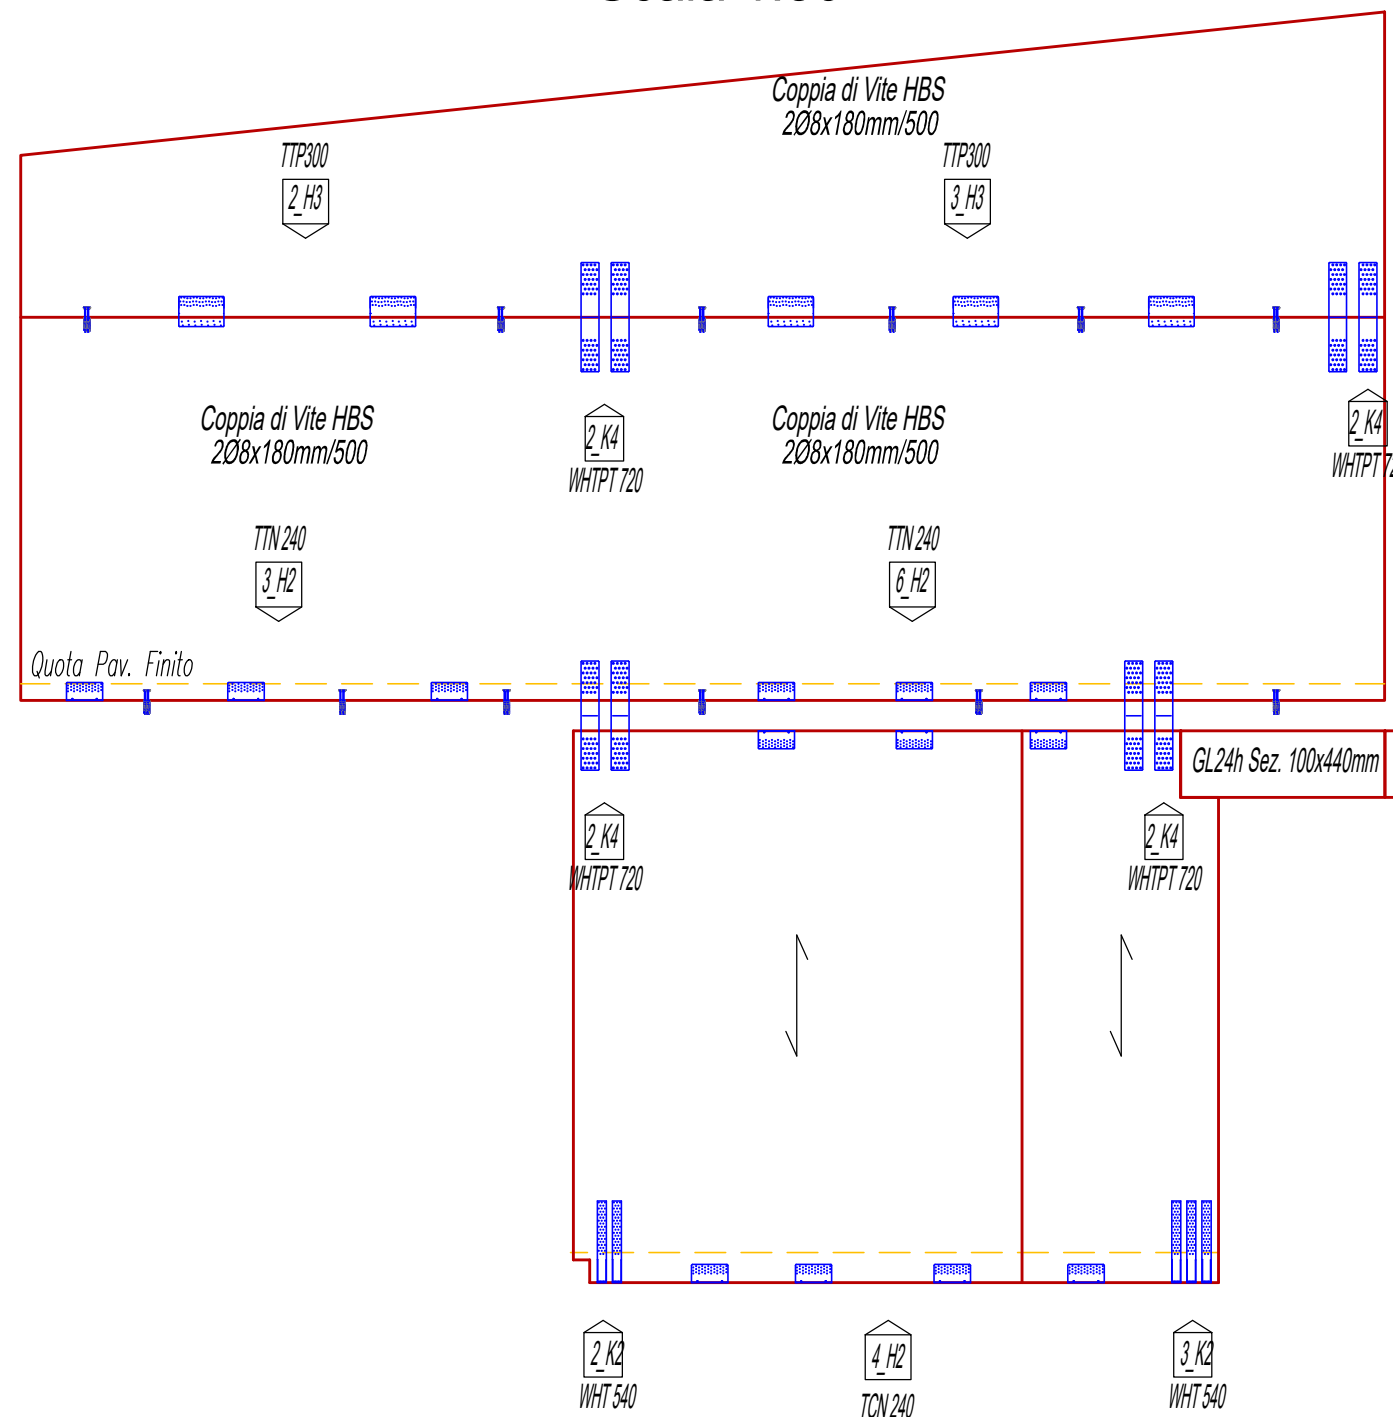 Coppia di Vite HBS
2Ø8x180mm/500
TTP300
2_H3
TTP300
3_H3
Coppia di Vite HBS
2Ø8x180mm/500
Coppia di Vite HBS
2Ø8x180mm/500
2_K4
WHTPT 720
2_K4
WHTPT 72
TTN 240
3_H2
TTN 240
6_H2
Quota Pav. Finito
GL24h Sez. 100x440mm
2_K4
WHTPT 720
2_K4
WHTPT 720
2_K2
WHT 540
4_H2
TCN 240
3_K2
WHT 540